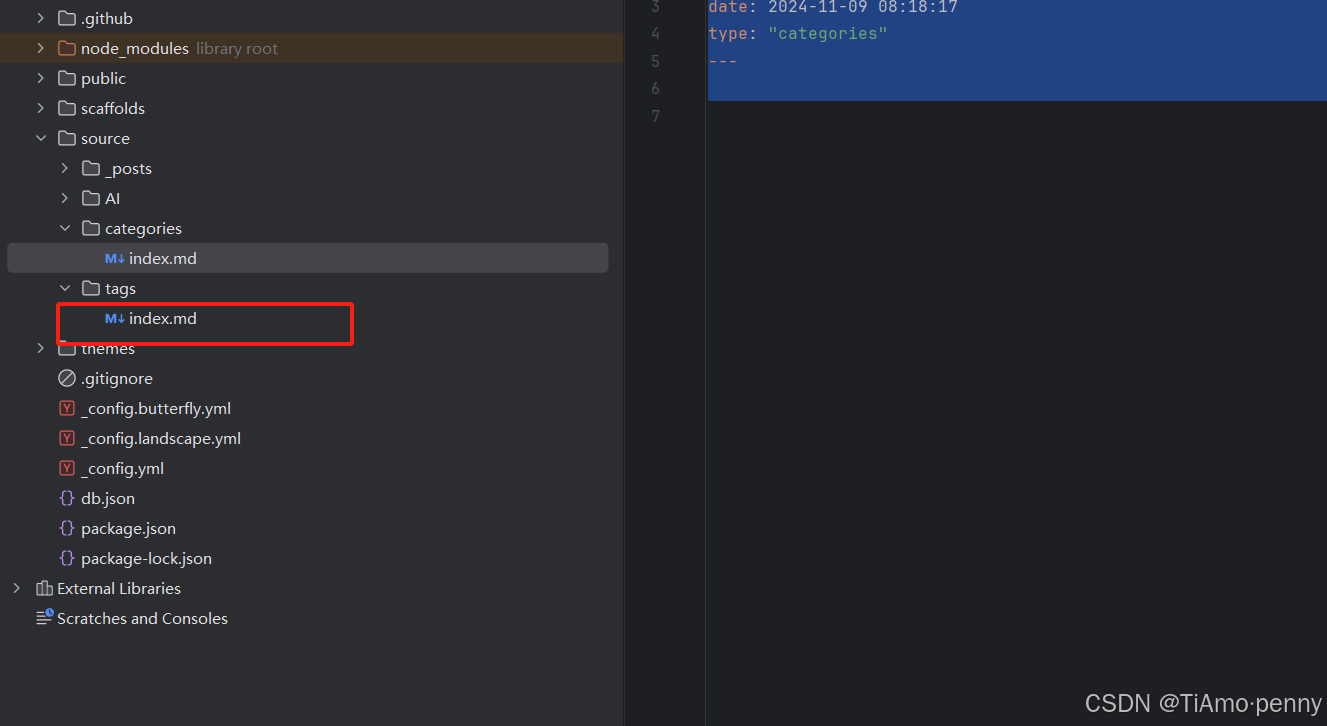 .github
node_modules library root
public
scaffolds
source
_posts
AI
categories
M↓ index.md
tags
M↓ index.md
themes
.gitignore
Y _config.butterfly.yml
Y _config.landscape.yml
Y _config.yml
{} db.json
{} package.json
{} package-lock.json
External Libraries
Scratches and Consoles
3 date: 2024-11-09 08:18:17
4 type: "categories"
5 ---
6
7
CSDN @TiAmo·penny